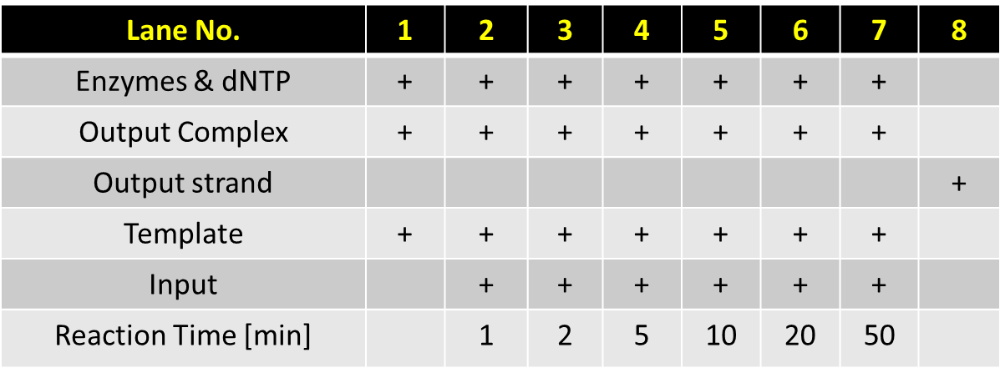 Lane No. 1 2 3 4 5 6 7 8
Enzymes & dNTP + + + + + + +
Output Complex + + + + + + +
Output strand +
Template + + + + + + +
Input + + + + + +
Reaction Time [min] 1 2 5 10 20 50